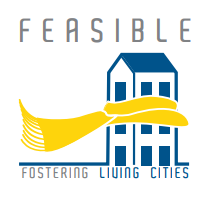 FEASIBLE
FOSTERING LIVING CITIES